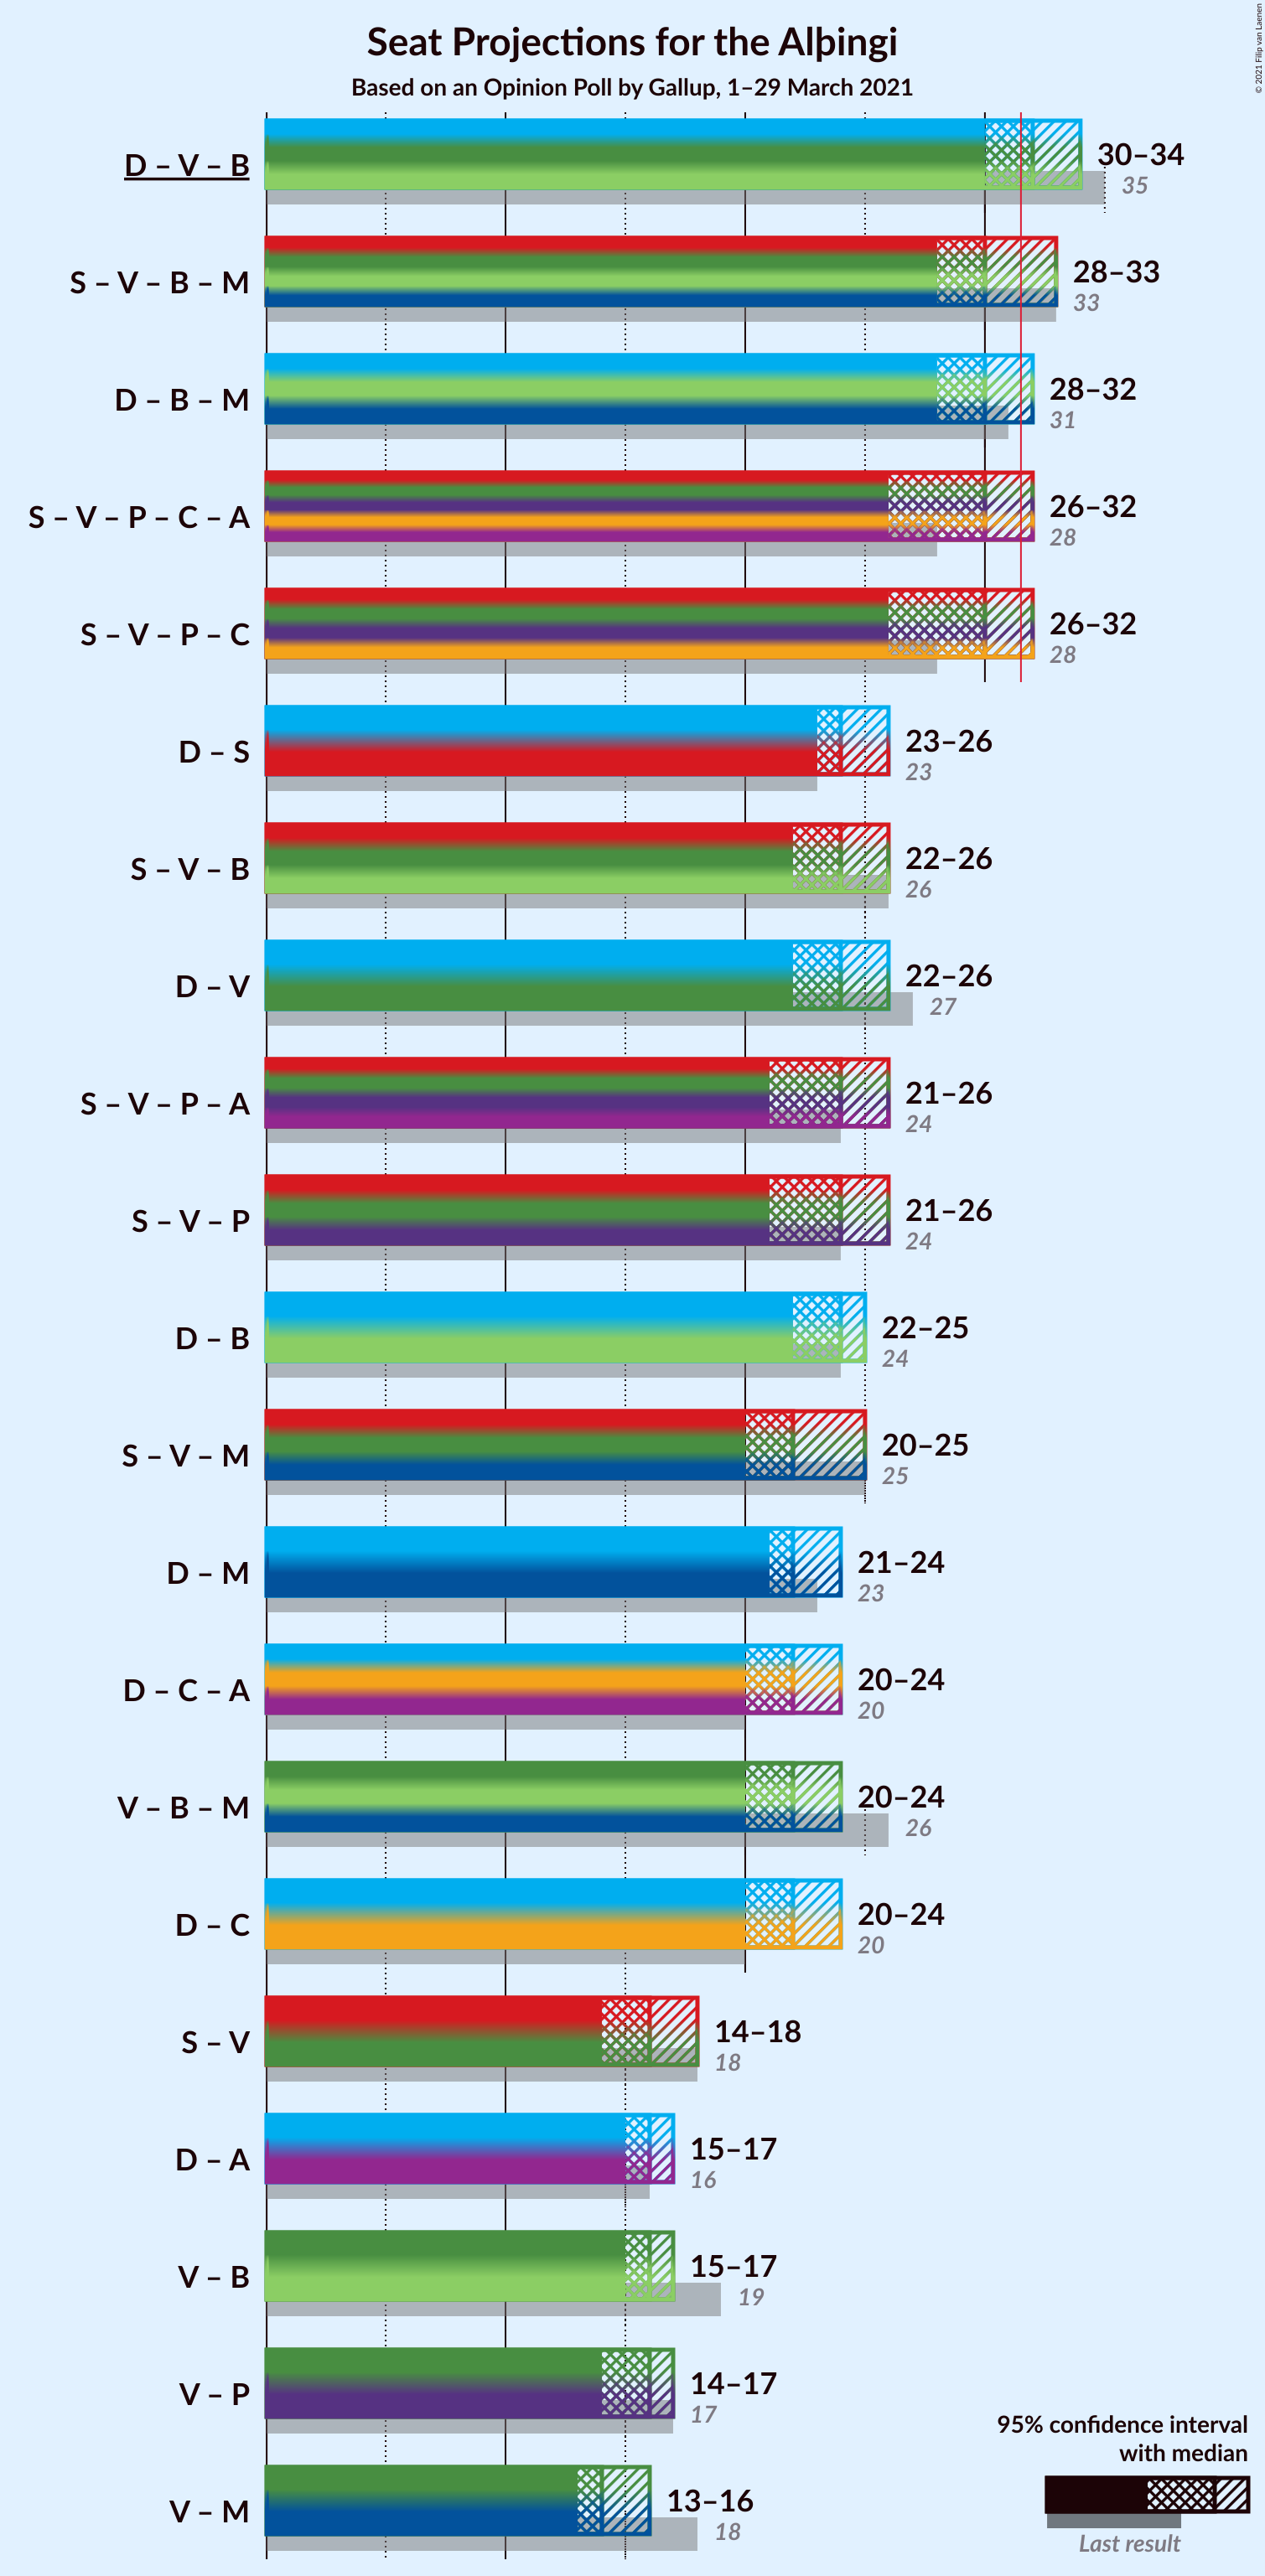 Seat Projections for the Alþingi
Based on an Opinion Poll by Gallup, 1–29 March 2021
© 2021 Filip van Laenen
D – V – B
30–34
35
S – V – B – M
28–33
33
D – B – M
28–32
31
S – V – P – C – A
26–32
28
S – V – P – C
26–32
28
D – S
23–26
23
S – V – B
22–26
26
D – V
22–26
27
S – V – P – A
21–26
24
S – V – P
21–26
24
D – B
22–25
24
S – V – M
20–25
25
D – M
21–24
23
D – C – A
20–24
20
V – B – M
20–24
26
D – C
20–24
20
S – V
14–18
18
D – A
15–17
16
V – B
15–17
19
V – P
14–17
17
V – M
13–16
18
95% confidence interval
with median
Last result